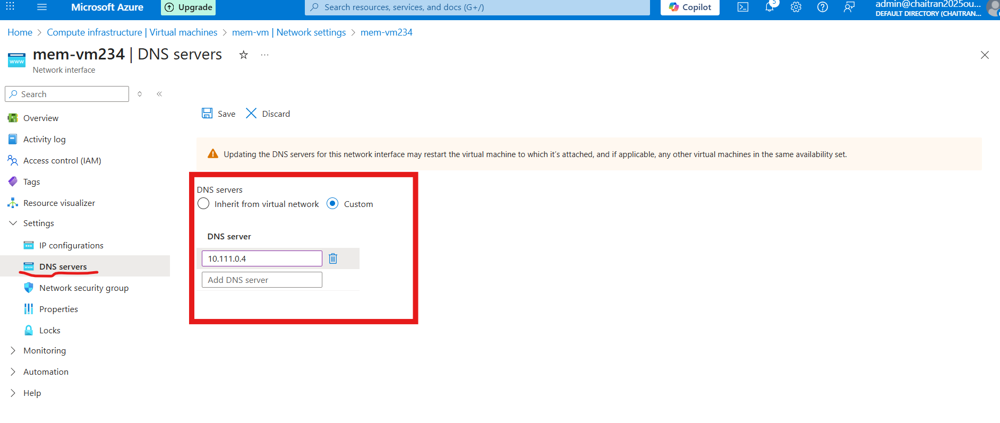 Microsoft Azure
Upgrade
Search resources, services, and docs (G+/)
Copilot
5
admin@chaitran2025ou...
DEFAULT DIRECTORY (CHAITRAN...
Home > Compute infrastructure | Virtual machines > mem-vm | Network settings > mem-vm234
mem-vm234 | DNS servers
...
Network interface
Search
Save
Discard
Overview
Activity log
Access control (IAM)
Tags
Resource visualizer
Settings
IP configurations
DNS servers
Network security group
Properties
Locks
Monitoring
Automation
Help
Updating the DNS servers for this network interface may restart the virtual machine to which it's attached, and if applicable, any other virtual machines in the same availability set.
DNS servers
Inherit from virtual network
Custom
DNS server
10.111.0.4
Add DNS server